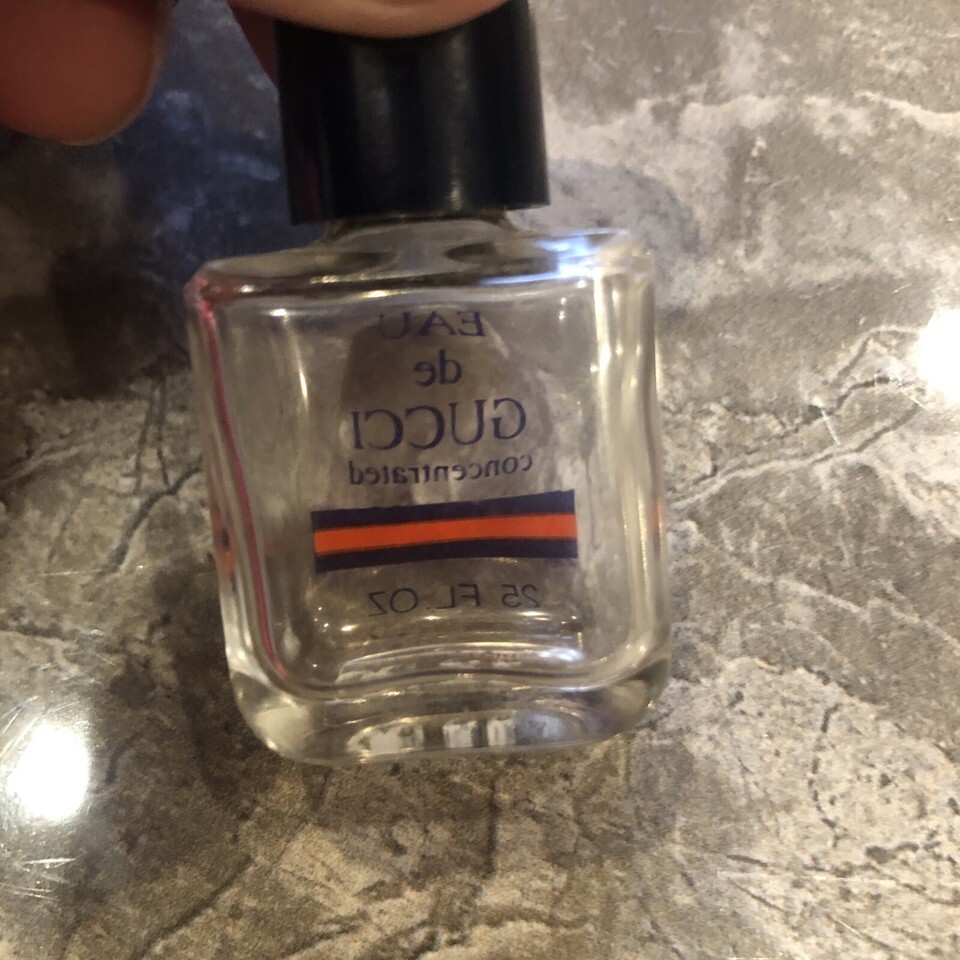 EAU
de
GUCCI
concentrated
25 FL.OZ